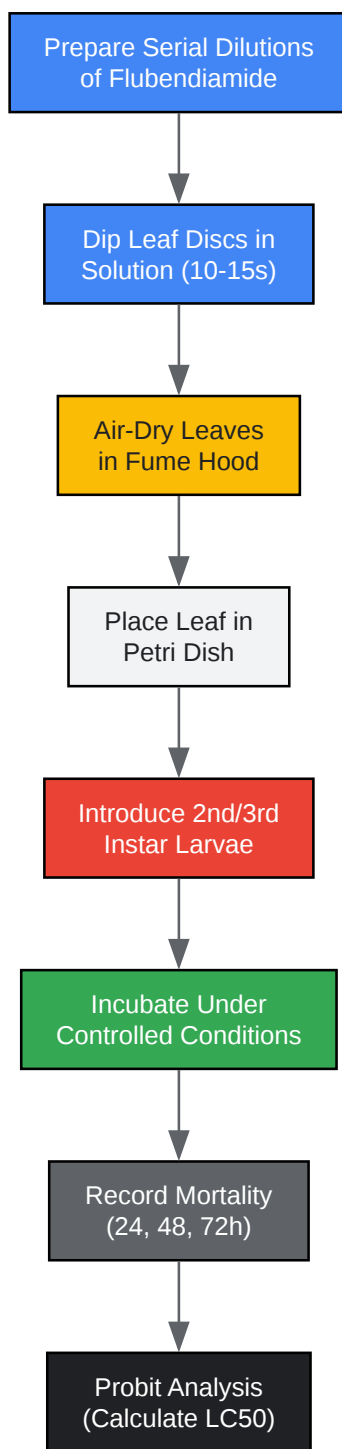 Prepare Serial Dilutions
of Flubendiamide
Dip Leaf Discs in
Solution (10-15s)
Air-Dry Leaves
in Fume Hood
Place Leaf in
Petri Dish
Introduce 2nd/3rd
Instar Larvae
Incubate Under
Controlled Conditions
Record Mortality
(24, 48, 72h)
Probit Analysis
(Calculate LC50)